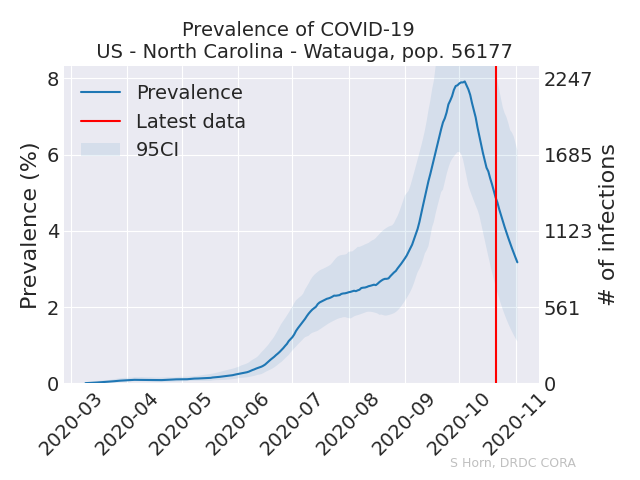 Prevalence of COVID-19
US - North Carolina - Watauga, pop. 56177
Prevalence
Latest data
95CI
Prevalence (%)
8
6
4
2
0
2247
1685
1123
561
0
# of infections
2020-03
2020-04
2020-05
2020-06
2020-07
2020-08
2020-09
2020-10
2020-11
S Horn, DRDC CORA